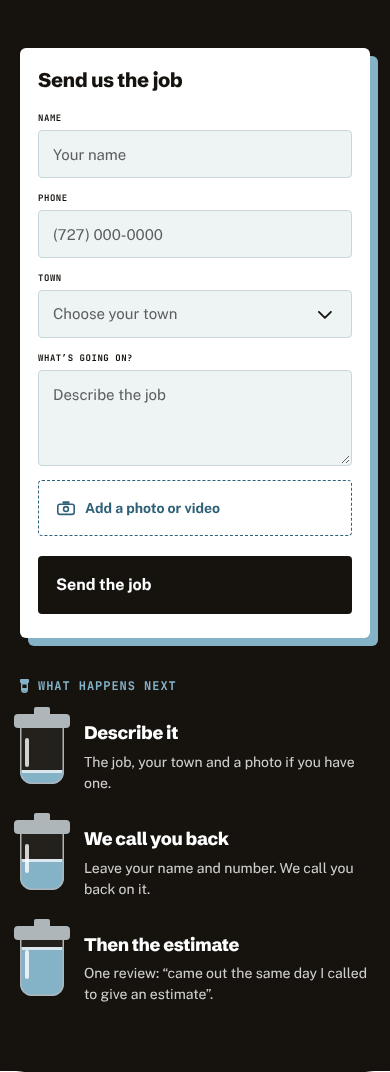 Send us the job
NAME
Your name
PHONE
(727) 000-0000
TOWN
Choose your town
WHAT'S GOING ON?
Describe the job
Add a photo or video
Send the job
WHAT HAPPENS NEXT
Describe it
The job, your town and a photo if you have
one.
We call you back
Leave your name and number. We call you
back on it.
Then the estimate
One review: “came out the same day I called
to give an estimate”.